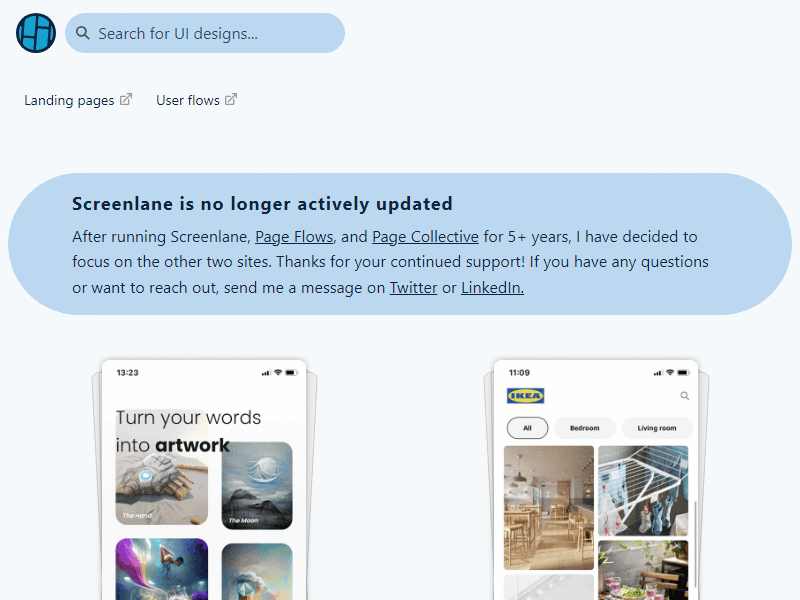 Search for UI designs...
Landing pages
User flows
Screenlane is no longer actively updated
After running Screenlane, Page Flows, and Page Collective for 5+ years, I have decided to
focus on the other two sites. Thanks for your continued support! If you have any questions
or want to reach out, send me a message on Twitter or LinkedIn.
13:23
Turn your words
into artwork
The Hand
The Moon
11:09
IKEA
All
Bedroom
Living room